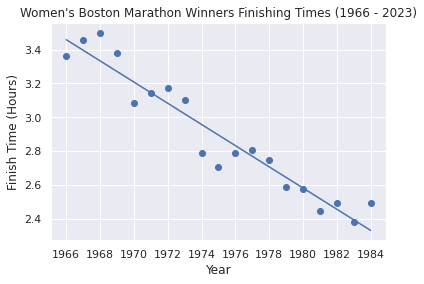 Women's Boston Marathon Winners Finishing Times (1966 - 2023)
3.4
3.2
3.0
2.8
2.6
2.4
Finish Time (Hours)
1966 1968 1970 1972 1974 1976 1978 1980 1982 1984
Year